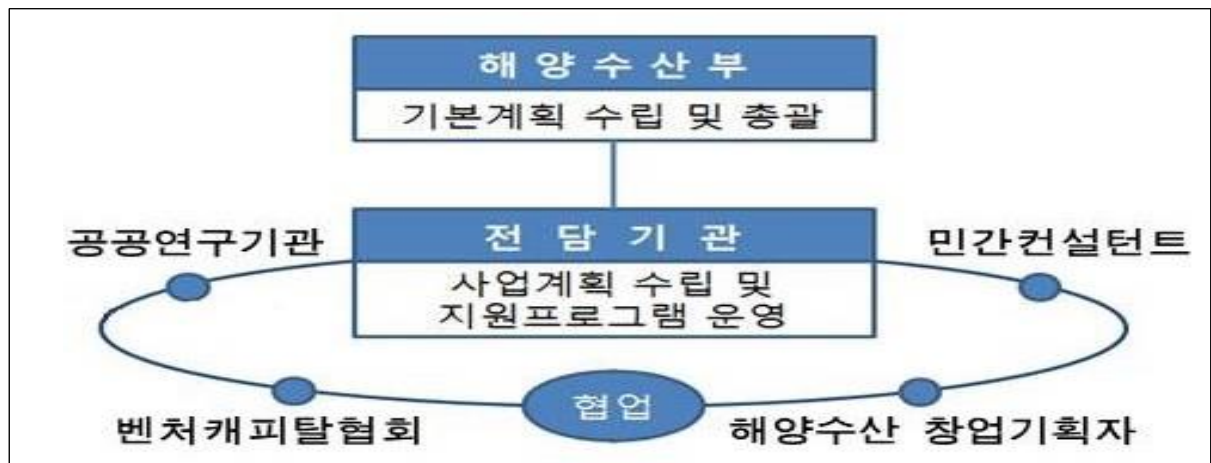 해양수산부
기본계획 수립 및 총괄
공공연구기관
전담기관
민간컨설턴트
사업계획 수립 및
지원프로그램 운영
벤처캐피탈협회
협업
해양수산 창업기획자